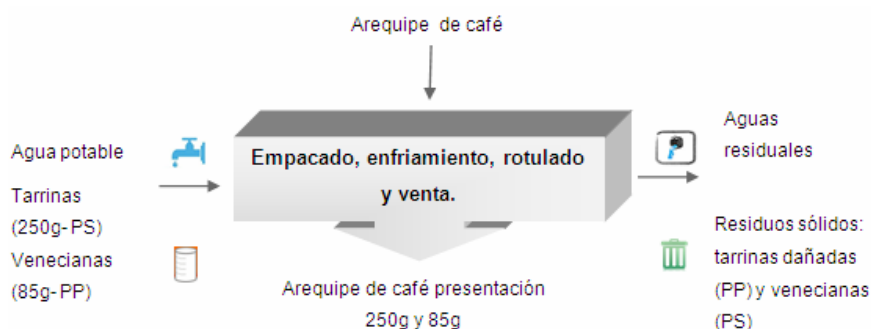 Arequipe de café
Agua potable
Tarrinas
(250g- PS)
Venecianas
(85g- PP)
Empacado, enfriamiento, rotulado
y venta.
Aguas
residuales
Residuos sólidos:
tarrinas dañadas
(PP) y venecianas
(PS)
Arequipe de café presentación
250g y 85g